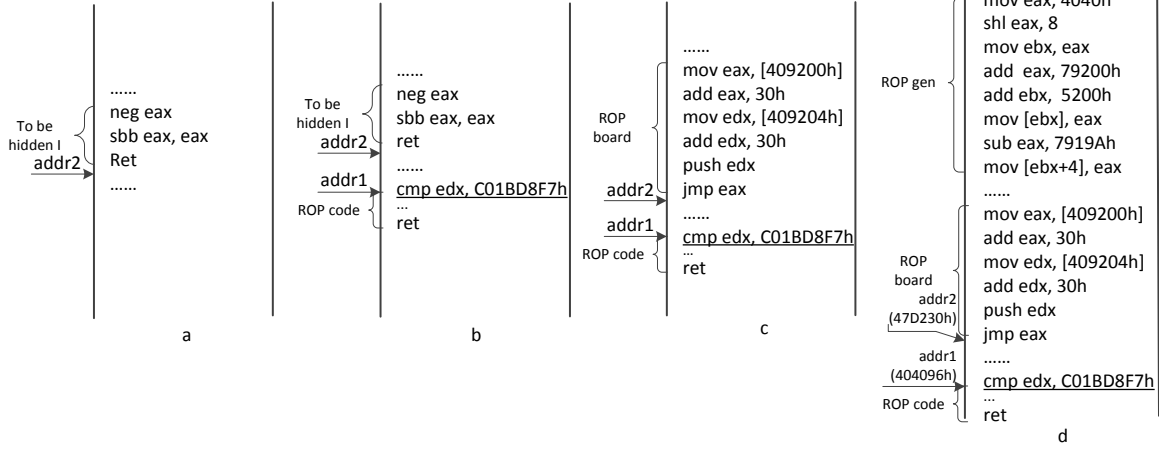 To be
hidden I
addr2
......
neg eax
sbb eax, eax
Ret
......
a
To be
hidden I
addr2
addr1
ROP code
......
neg eax
sbb eax, eax
ret
......
cmp edx, C01BD8F7h
...
ret
b
ROP
board
addr2
addr1
ROP code
......
mov eax, [409200h]
add eax, 30h
mov edx, [409204h]
add edx, 30h
push edx
jmp eax
......
cmp edx, C01BD8F7h
...
ret
c
ROP gen
ROP
board
addr2
(47D230h)
addr1
(404096h)
ROP code
mov eax, 4040h
shl eax, 8
mov ebx, eax
add eax, 79200h
add ebx, 5200h
mov [ebx], eax
sub eax, 7919Ah
mov [ebx+4], eax
......
mov eax, [409200h]
add eax, 30h
mov edx, [409204h]
add edx, 30h
push edx
jmp eax
......
cmp edx, C01BD8F7h
...
ret
d